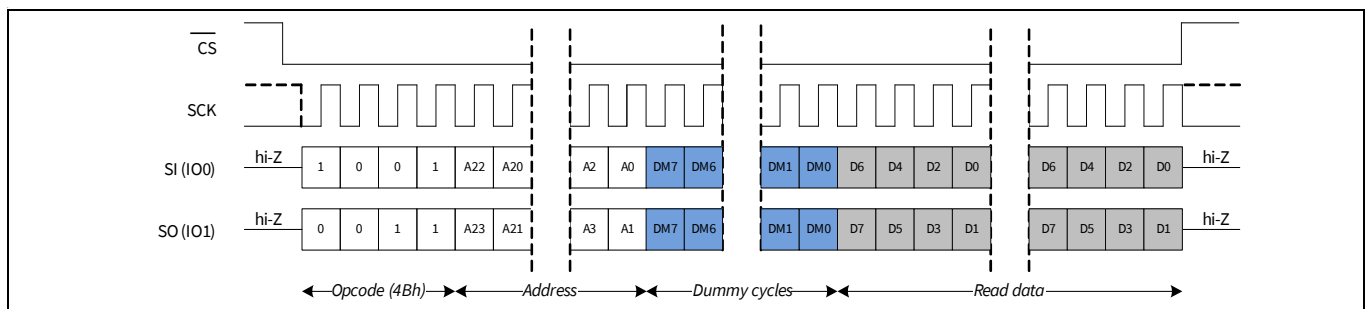 CS
SCK
hi-Z SI (IO0) 1 0 0 1 A22 A20 A2 A0 DM7 DM6 DM1 DM0 D6 D4 D2 D0 D6 D4 D2 D0 hi-Z
hi-Z SO (IO1) 0 0 1 1 A23 A21 A3 A1 DM7 DM6 DM1 DM0 D7 D5 D3 D1 D7 D5 D3 D1 hi-Z
Opcode (4Bh) Address Dummy cycles Read data